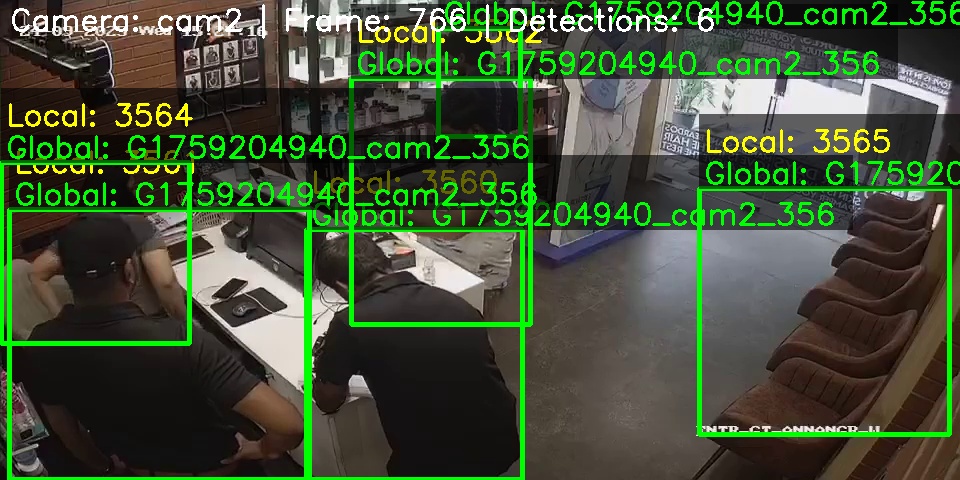 Camera: cam2 | Frame: 766 | Detections: 6
Global: G1759204940_cam2_356
Local: 3562
Global: G1759204940_cam2_356
Local: 3564
Global: G1759204940_cam2_356
Local: 3565
Global: G175920
Local: 3561
Global: G1759204940_cam2_356
Local: 3560
Global: G1759204940_cam2_356